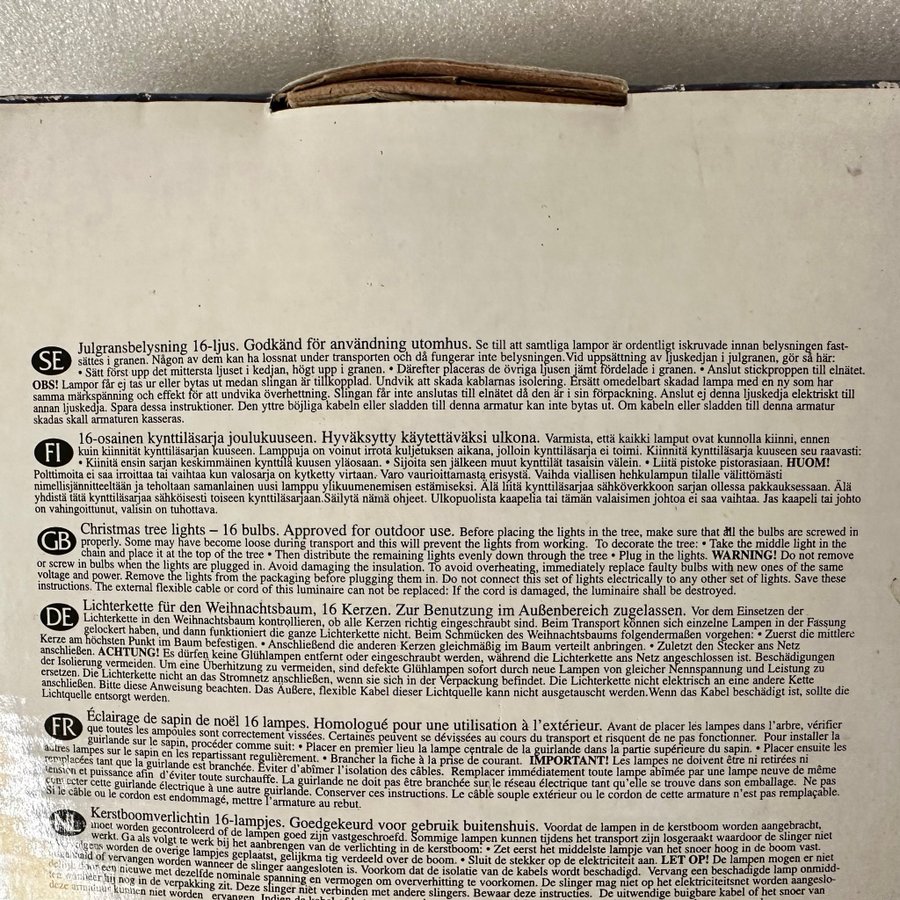 SE Julgransbelysning 16-ljus. Godkänd för användning utomhus. Se till att samtliga lampor är ordentligt iskruvade innan belysningen fast-
sättes i granen. Någon av dem kan ha lossnat under transporten och då fungerar inte belysningen.Vid uppsättning av ljuskedjan i julgranen, gör så här:
• Sätt först upp det mittersta ljuset i kedjan, högt upp i granen. • Därefter placeras de övriga ljusen jämt fördelade i granen. • Anslut stickproppen till elnätet.
OBS! Lampor får ej tas ur eller bytas ut medan slingan är tillkopplad. Undvik att skada kablarnas isolering. Ersätt omedelbart skadad lampa med en ny som har
samma märkspänning och effekt för att undvika överhettning. Slingan får inte anslutas till elnätet då den är i sin förpackning. Anslut ej denna ljuskedja elektriskt till
annan ljuskedja. Spara dessa instruktioner. Den yttre böjliga kabeln eller sladden till denna armatur kan inte bytas ut. Om kabeln eller sladden till denna armatur
skadas skall armaturen kasseras.
FI 16-osainen kynttiläsarja joulukuuseen. Hyväksytty käytettäväksi ulkona. Varmista, että kaikki lamput ovat kunnolla kiinni, ennen
kuin kiinnität kynttiläsarjan kuuseen. Lamppuja on voinut irrota kuljetuksen aikana, jolloin kynttiläsarja ei toimi. Kiinnitä kynttiläsarja kuuseen seu raavasti:
• Kiinitä ensin sarjan keskimmäinen kynttilä kuusen yläosaan. • Sijoita sen jälkeen muut kynttilät tasaisin välein. • Liitä pistoke pistorasiaan. HUOM!
Polttimoita ei saa irroittaa tai vaihtaa kun valosarja on kytketty virtaan. Varo vaurioittamasta eristystä. Vaihda viallisen hehkulampun tilalle välittömästi
nimellisjännitteeltään ja teholtaan samanlainen uusi lamppu ylikuumenemisen estämiseksi. Älä liitä kynttiläsarjaa sähköverkkoon sarjan ollessa pakkauksessaan. Älä
yhdistä tätä kynttiläsarjaa sähköisesti toiseen kynttiläsarjaan.Säilytä nämä ohjeet. Ulkopuolista kaapelia tai tämän valaisimen johtoa ei saa vaihtaa. Jas kaapeli tai johto
on vahingoittunut, valisin on tuhottava.
GB Christmas tree lights – 16 bulbs. Approved for outdoor use. Before placing the lights in the tree, make sure that all the bulbs are screwed in
properly. Some may have become loose during transport and this will prevent the lights from working. To decorate the tree: • Take the middle light in the
chain and place it at the top of the tree • Then distribute the remaining lights evenly down through the tree • Plug in the lights. WARNING! Do not remove
or screw in bulbs when the lights are plugged in. Avoid damaging the insulation. To avoid overheating, immediately replace faulty bulbs with new ones of the same
voltage and power. Remove the lights from the packaging before plugging them in. Do not connect this set of lights electrically to any other set of lights. Save these
instructions. The external flexible cable or cord of this luminaire can not be replaced: If the cord is damaged, the luminaire shall be destroyed.
DE Lichterkette für den Weihnachtsbaum, 16 Kerzen. Zur Benutzung im Außenbereich zugelassen. Vor dem Einsetzen der
Lichterkette in den Weihnachtsbaum kontrollieren, ob alle Kerzen richtig eingeschraubt sind. Beim Transport können sich einzelne Lampen in der Fassung
gelockert haben, und dann funktioniert die ganze Lichterkette nicht. Beim Schmücken des Weihnachtsbaums folgendermaßen vorgehen: • Zuerst die mittlere
Kerze am höchsten Punkt im Baum befestigen. • Anschließend die anderen Kerzen gleichmäßig im Baum verteilt anbringen. • Zuletzt den Stecker ans Netz
anschließen. ACHTUNG! Es dürfen keine Glühlampen entfernt oder eingeschraubt werden, während die Lichterkette ans Netz angeschlossen ist. Beschädigungen
der Isolierung vermeiden. Um eine Überhitzung zu vermeiden, sind defekte Glühlampen sofort durch neue Lampen von gleicher Nennspannung und Leistung zu
ersetzen. Die Lichterkette nicht an das Stromnetz anschließen, wenn sie sich in der Verpackung befindet. Die Lichterkette nicht elektrisch an eine andere Kette
anschließen. Bitte diese Anweisung beachten. Das Äußere, flexible Kabel dieser Lichtquelle kann nicht ausgetauscht werden.Wenn das Kabel beschädigt ist, sollte die
Lichtquelle entsorgt werden.
FR Éclairage de sapin de noël 16 lampes. Homologué pour une utilisation à l'extérieur. Avant de placer les lampes dans l'arbre, vérifier
que toutes les ampoules sont correctement vissées. Certaines peuvent se dévissées au cours du transport et risquent de ne pas fonctionner. Pour installer la
guirlande sur le sapin, procéder comme suit: • Placer en premier lieu la lampe centrale de la guirlande dans la partie supérieure du sapin. • Placer ensuite les
autres lampes sur le sapin en les repartissant regulièrement. • Brancher la fiche à la prise de courant. IMPORTANT! Les lampes ne doivent être ni retirées ni
remplacées tant que la guirlande est branchée. Éviter d'abîmer l'isolation des câbles. Remplacer immédiatement toute lampe abîmée par une lampe neuve de même
tension et puissance afin d'éviter toute surchauffe. La guirlande ne doit pas être branchée sur le réseau électrique tant qu'elle se trouve dans son emballage. Ne pas
connecter cette guirlande électrique à une autre guirlande. Conserver ces instructions. Le câble souple extérieur ou le cordon de cette armature n'est pas remplaçable.
Si le câble ou le cordon est endommagé, mettre l'armature au rebut.
NL Kerstboomverlichtin 16-lampjes. Goedgekeurd voor gebruik buitenshuis. Voordat de lampen in de kerstboom worden aangebracht,
moet worden gecontroleerd of de lampen goed zijn vastgeschroefd. Sommige lampen kunnen tijdens het transport zijn losgeraakt waardoor de slinger niet
werkt. Ga als volgt te werk bij het aanbrengen van de verlichting in de kerstboom: • Zet eerst het middelste lampje van het snoer hoog in de boom.
worden de overige lampjes geplaatst, gelijkma tig verdeeld over de boom. • Sluit de stekker op de elektriciteit aan. LET OP! De lampen mogen er niet
of vervangen worden wanneer de slinger aangesloten is. Voorkom dat de isolatie van de kabels wordt beschadigd. Vervang een beschadigde lamp onmid-
een nieuwe met dezelfde nominale spanning en vermogen om oververhitting te voorkomen. De slinger mag niet op het elektriciteitsnet worden aangeslo-
wanneer hij nog in de verpakking zit. Deze slinger niet verbinden met andere slingers. Bewaar deze instructies. De uitwendige buigbare kabel of het snoer van
deze armatuur kunnen niet worden